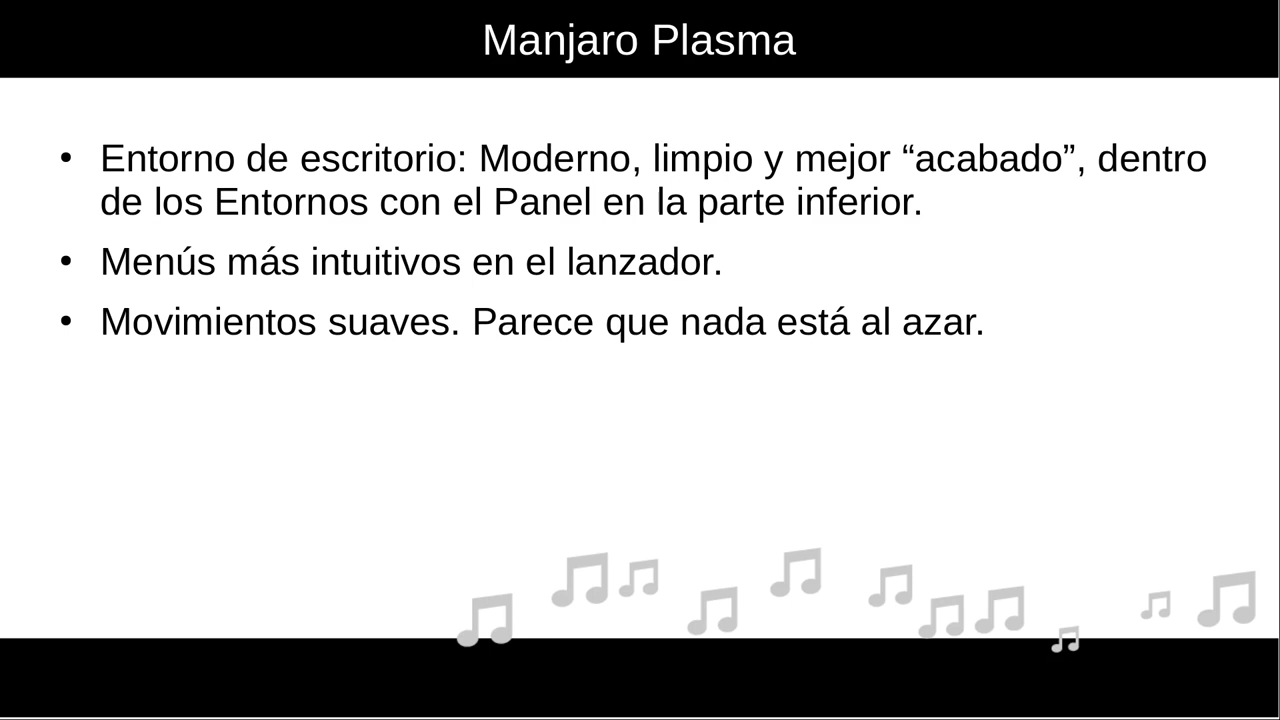 Manjaro Plasma
• Entorno de escritorio: Moderno, limpio y mejor “acabado”, dentro
de los Entornos con el Panel en la parte inferior.
• Menús más intuitivos en el lanzador.
• Movimientos suaves. Parece que nada está al azar.